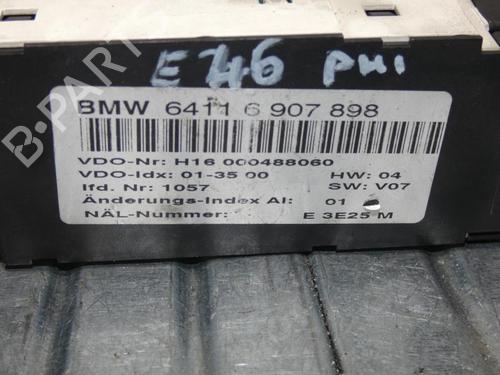 E46 PHI
BMW 6411 6 907 898
VDO-Nr: H16 000488060
VDO-Idx: 01-35 00 HW: 04
lfd. Nr: 1057 SW: V07
Änderungs-Index AI: 01
NÄL-Nummer: E 3E25 M
B-PARTS